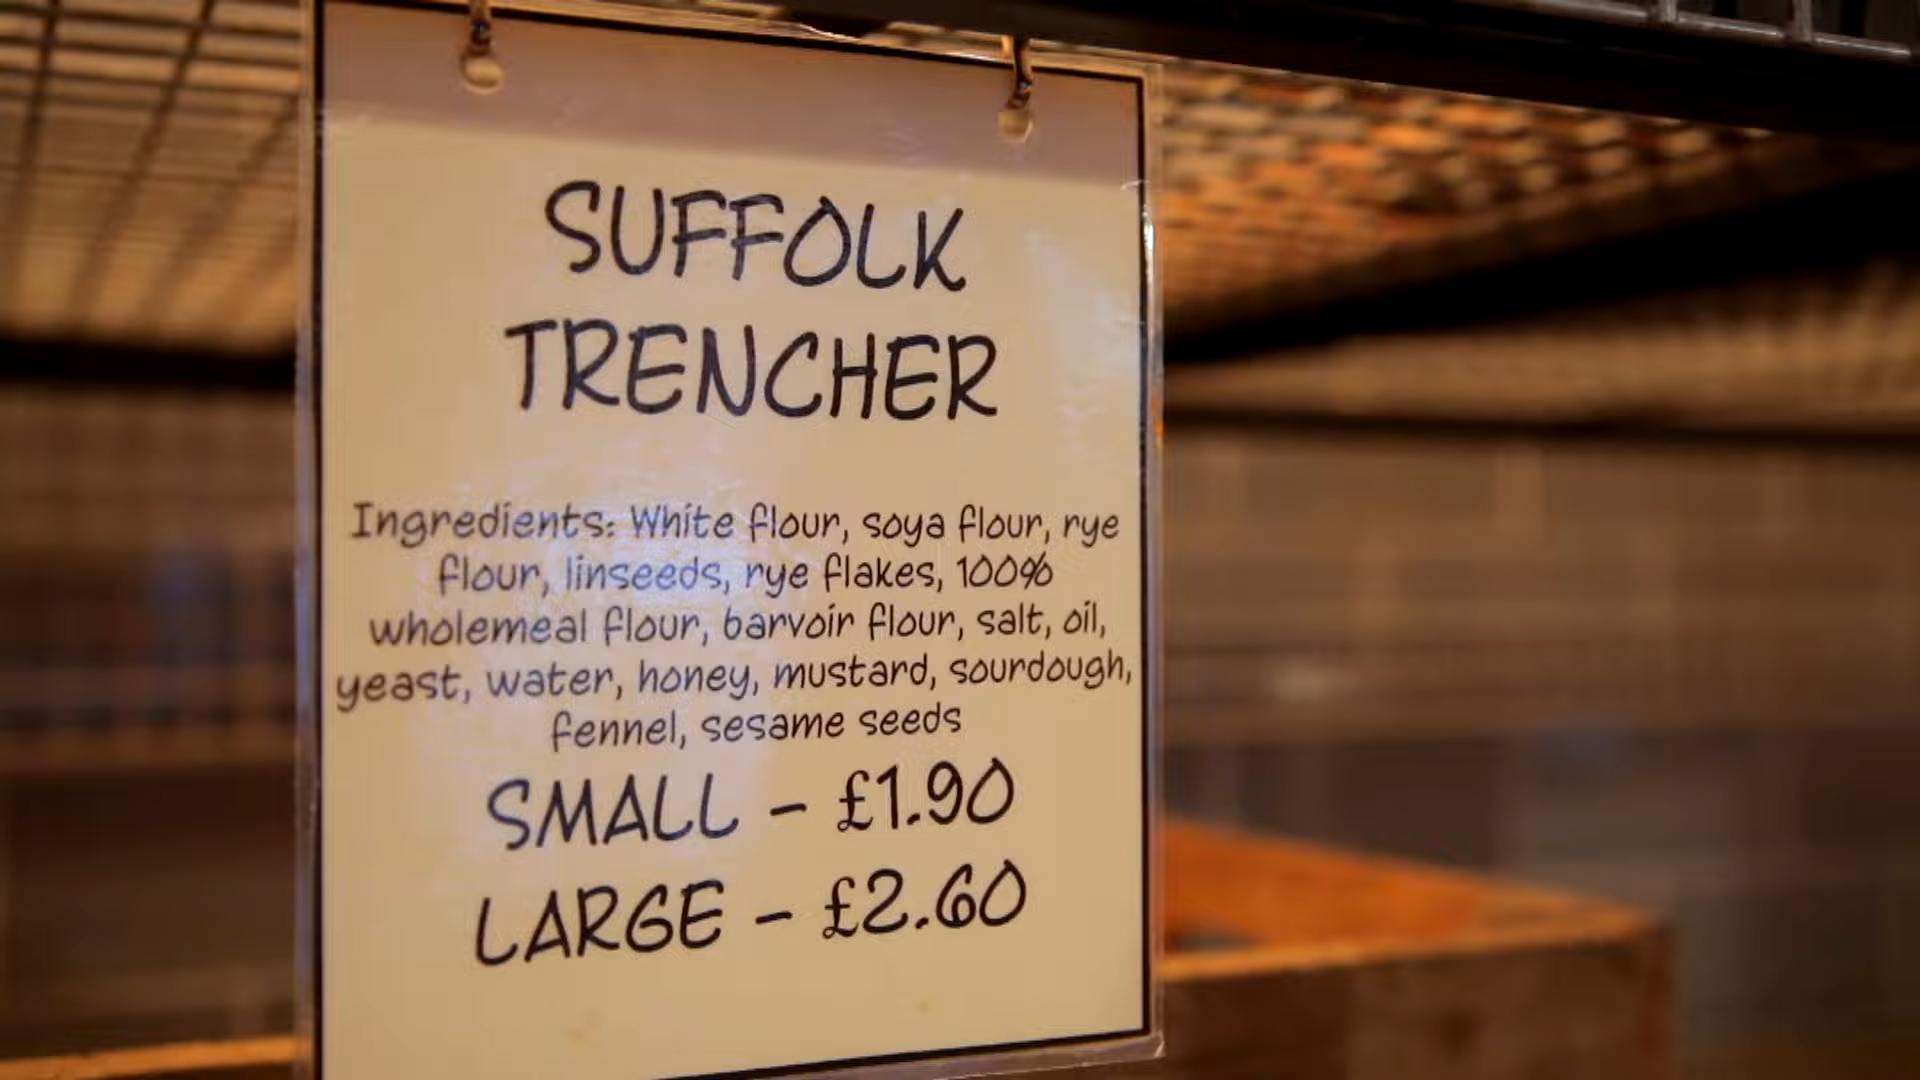 SUFFOLK
TRENCHER
Ingredients: White flour, soya flour, rye
flour, linseeds, rye flakes, 100%
wholemeal flour, barvoir flour, salt, oil,
yeast, water, honey, mustard, sourdough,
fennel, sesame seeds
SMALL - £1.90
LARGE - £2.60